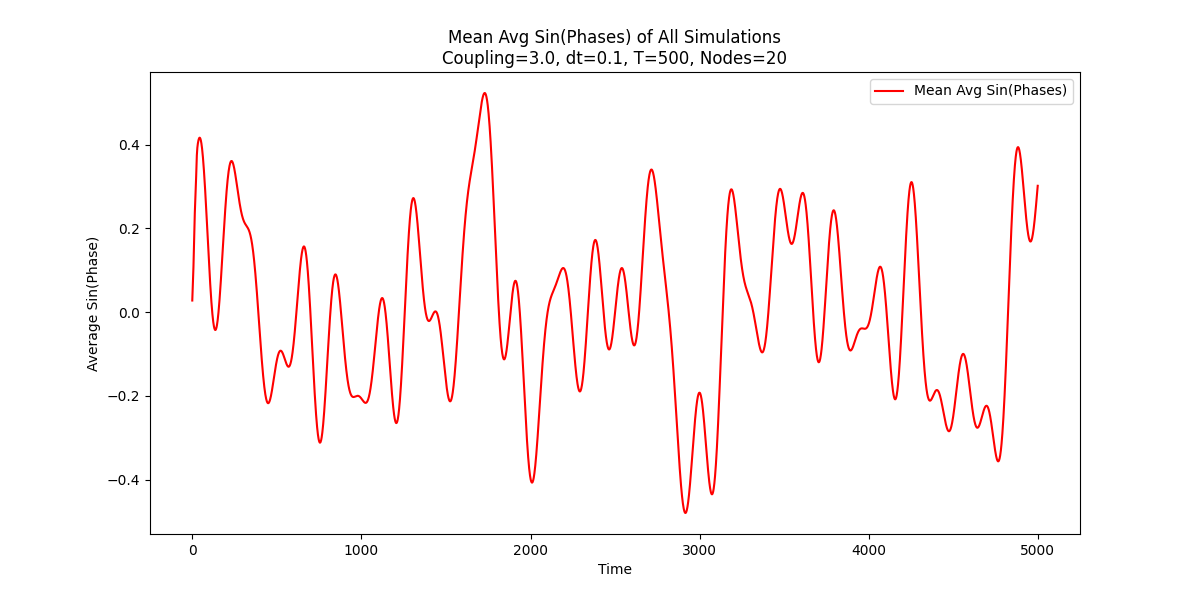 Mean Avg Sin(Phases) of All Simulations
Coupling=3.0, dt=0.1, T=500, Nodes=20
Mean Avg Sin(Phases)
Average Sin(Phase)
0.4
0.2
0.0
−0.2
−0.4
0
1000
2000
3000
4000
5000
Time